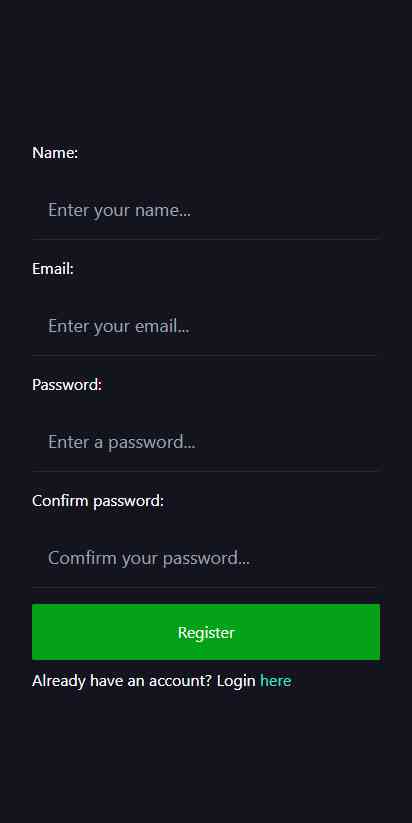 Name:
Enter your name...
Email:
Enter your email...
Password:
Enter a password...
Confirm password:
Comfirm your password...
Register
Already have an account? Login here